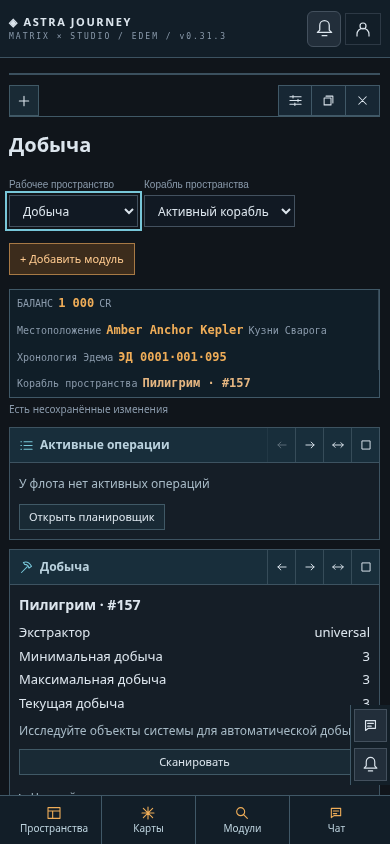 ◈ ASTRA JOURNEY
MATRIX × STUDIO / EDEM / v0.31.3
Добыча
Рабочее пространство
Корабль пространства
Добыча
Активный корабль
+ Добавить модуль
БАЛАНС 1 000 CR
Местоположение Amber Anchor Kepler Кузни Сварога
Хронология Эдема ЭД 0001·001·095
Корабль пространства Пилигрим · #157
Есть несохранённые изменения
Активные операции
У флота нет активных операций
Открыть планировщик
Добыча
Пилигрим · #157
Экстрактор universal
Минимальная добыча 3
Максимальная добыча 3
Текущая добыча 3
Исследуйте объекты системы для автоматической добы
Сканировать
Пространства
Карты
Модули
Чат